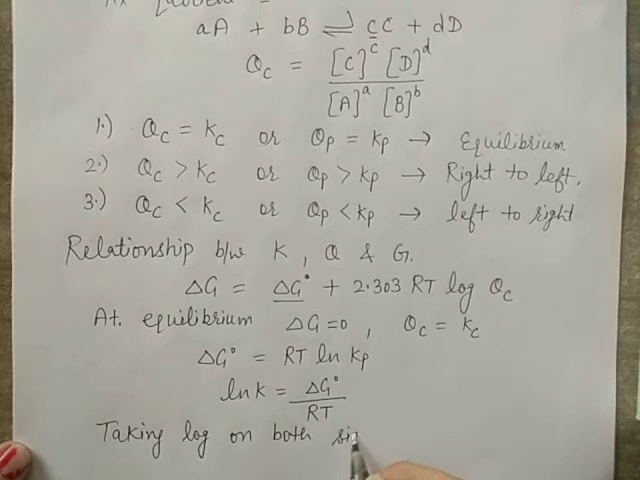 aA + bB ⇌ cC + dD
Qc = [C]^c [D]^d
[A]^a [B]^b
1.) Qc = Kc or Qp = Kp → Equilibrium
2.) Qc > Kc or Qp > Kp → Right to left.
3.) Qc < Kc or Qp < Kp → left to right
Relationship b/w K, Q & G.
ΔG = ΔG° + 2.303 RT log Qc
At. equilibrium ΔG=0, Qc = Kc
ΔG° = RT ln Kp
lnK = ΔG°
RT
Taking log on both si